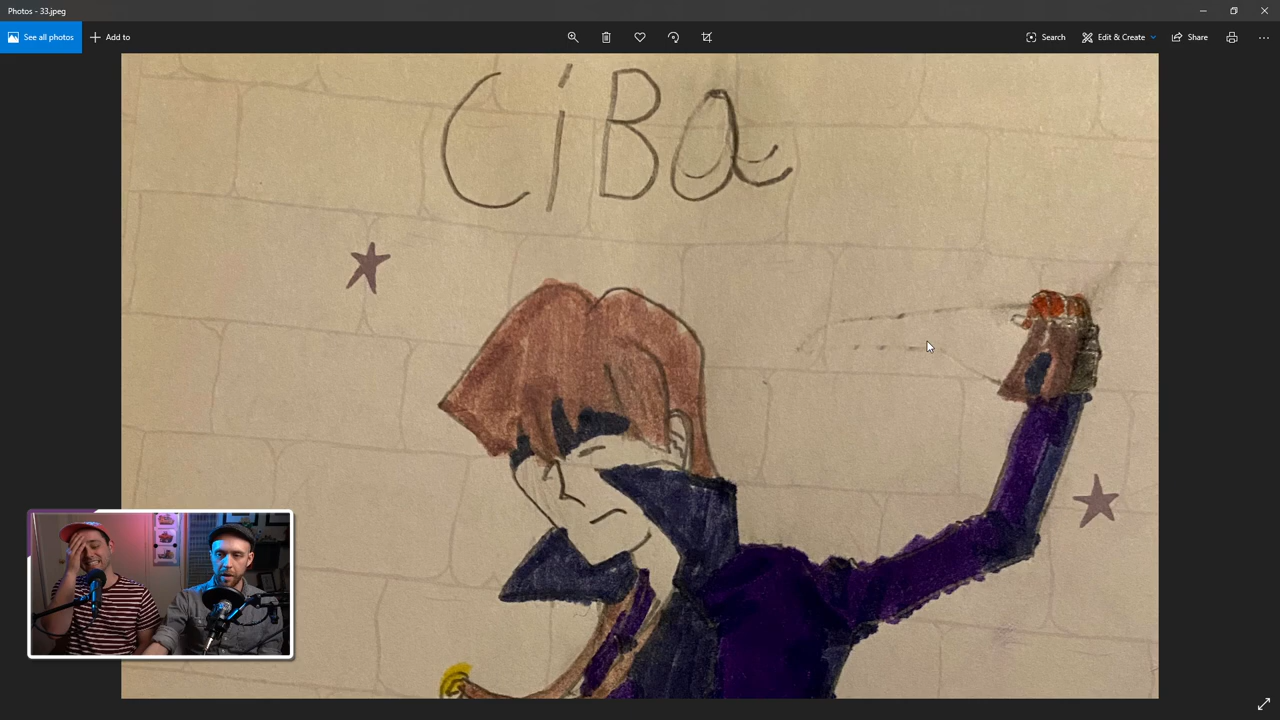 Photos - 33.jpeg
See all photos
Add to
Search
Edit & Create
Share
CiBa